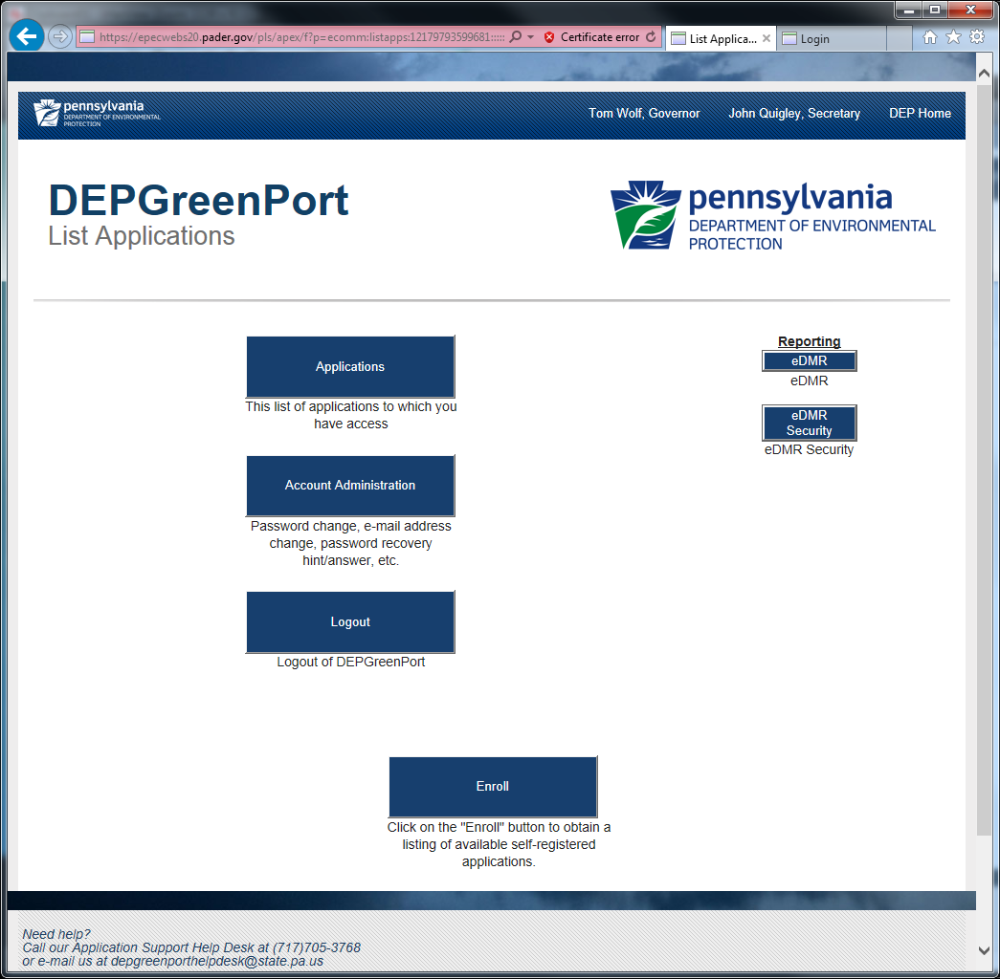 https://epecwebs20.pader.gov/pls/apex/f?p=ecomm:listapps:12179793599681:::::
Certificate error
List Applica...
Login
pennsylvania
DEPARTMENT OF ENVIRONMENTAL
PROTECTION
Tom Wolf, Governor
John Quigley, Secretary
DEP Home
DEPGreenPort
List Applications
pennsylvania
DEPARTMENT OF ENVIRONMENTAL
PROTECTION
Applications
This list of applications to which you
have access
Account Administration
Password change, e-mail address
change, password recovery
hint/answer, etc.
Logout
Logout of DEPGreenPort
Reporting
eDMR
eDMR
eDMR
Security
eDMR Security
Enroll
Click on the "Enroll" button to obtain a
listing of available self-registered
applications.
Need help?
Call our Application Support Help Desk at (717)705-3768
or e-mail us at depgreenporthelpdesk@state.pa.us